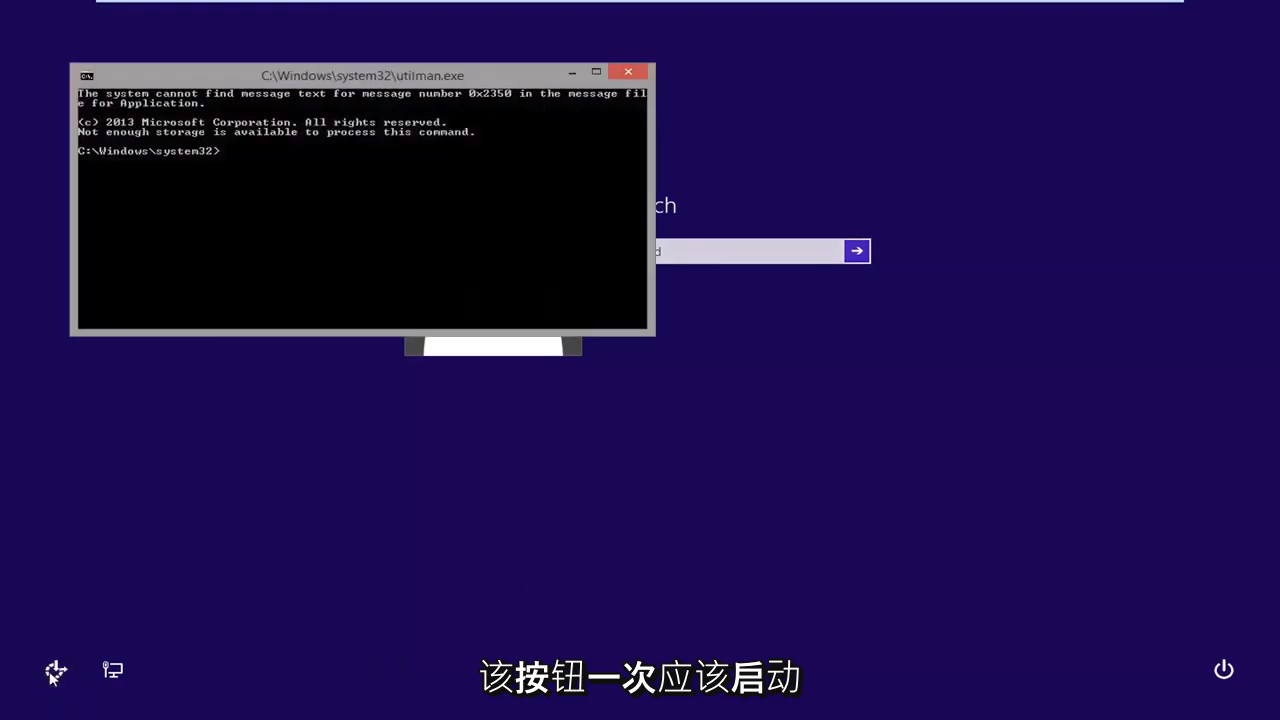 C:\Windows\system32\utilman.exe
The system cannot find message text for message number 0x2350 in the message fil
e for Application.
(c) 2013 Microsoft Corporation. All rights reserved.
Not enough storage is available to process this command.
C:\Windows\system32>
ch
d
该按钮一次应该启动